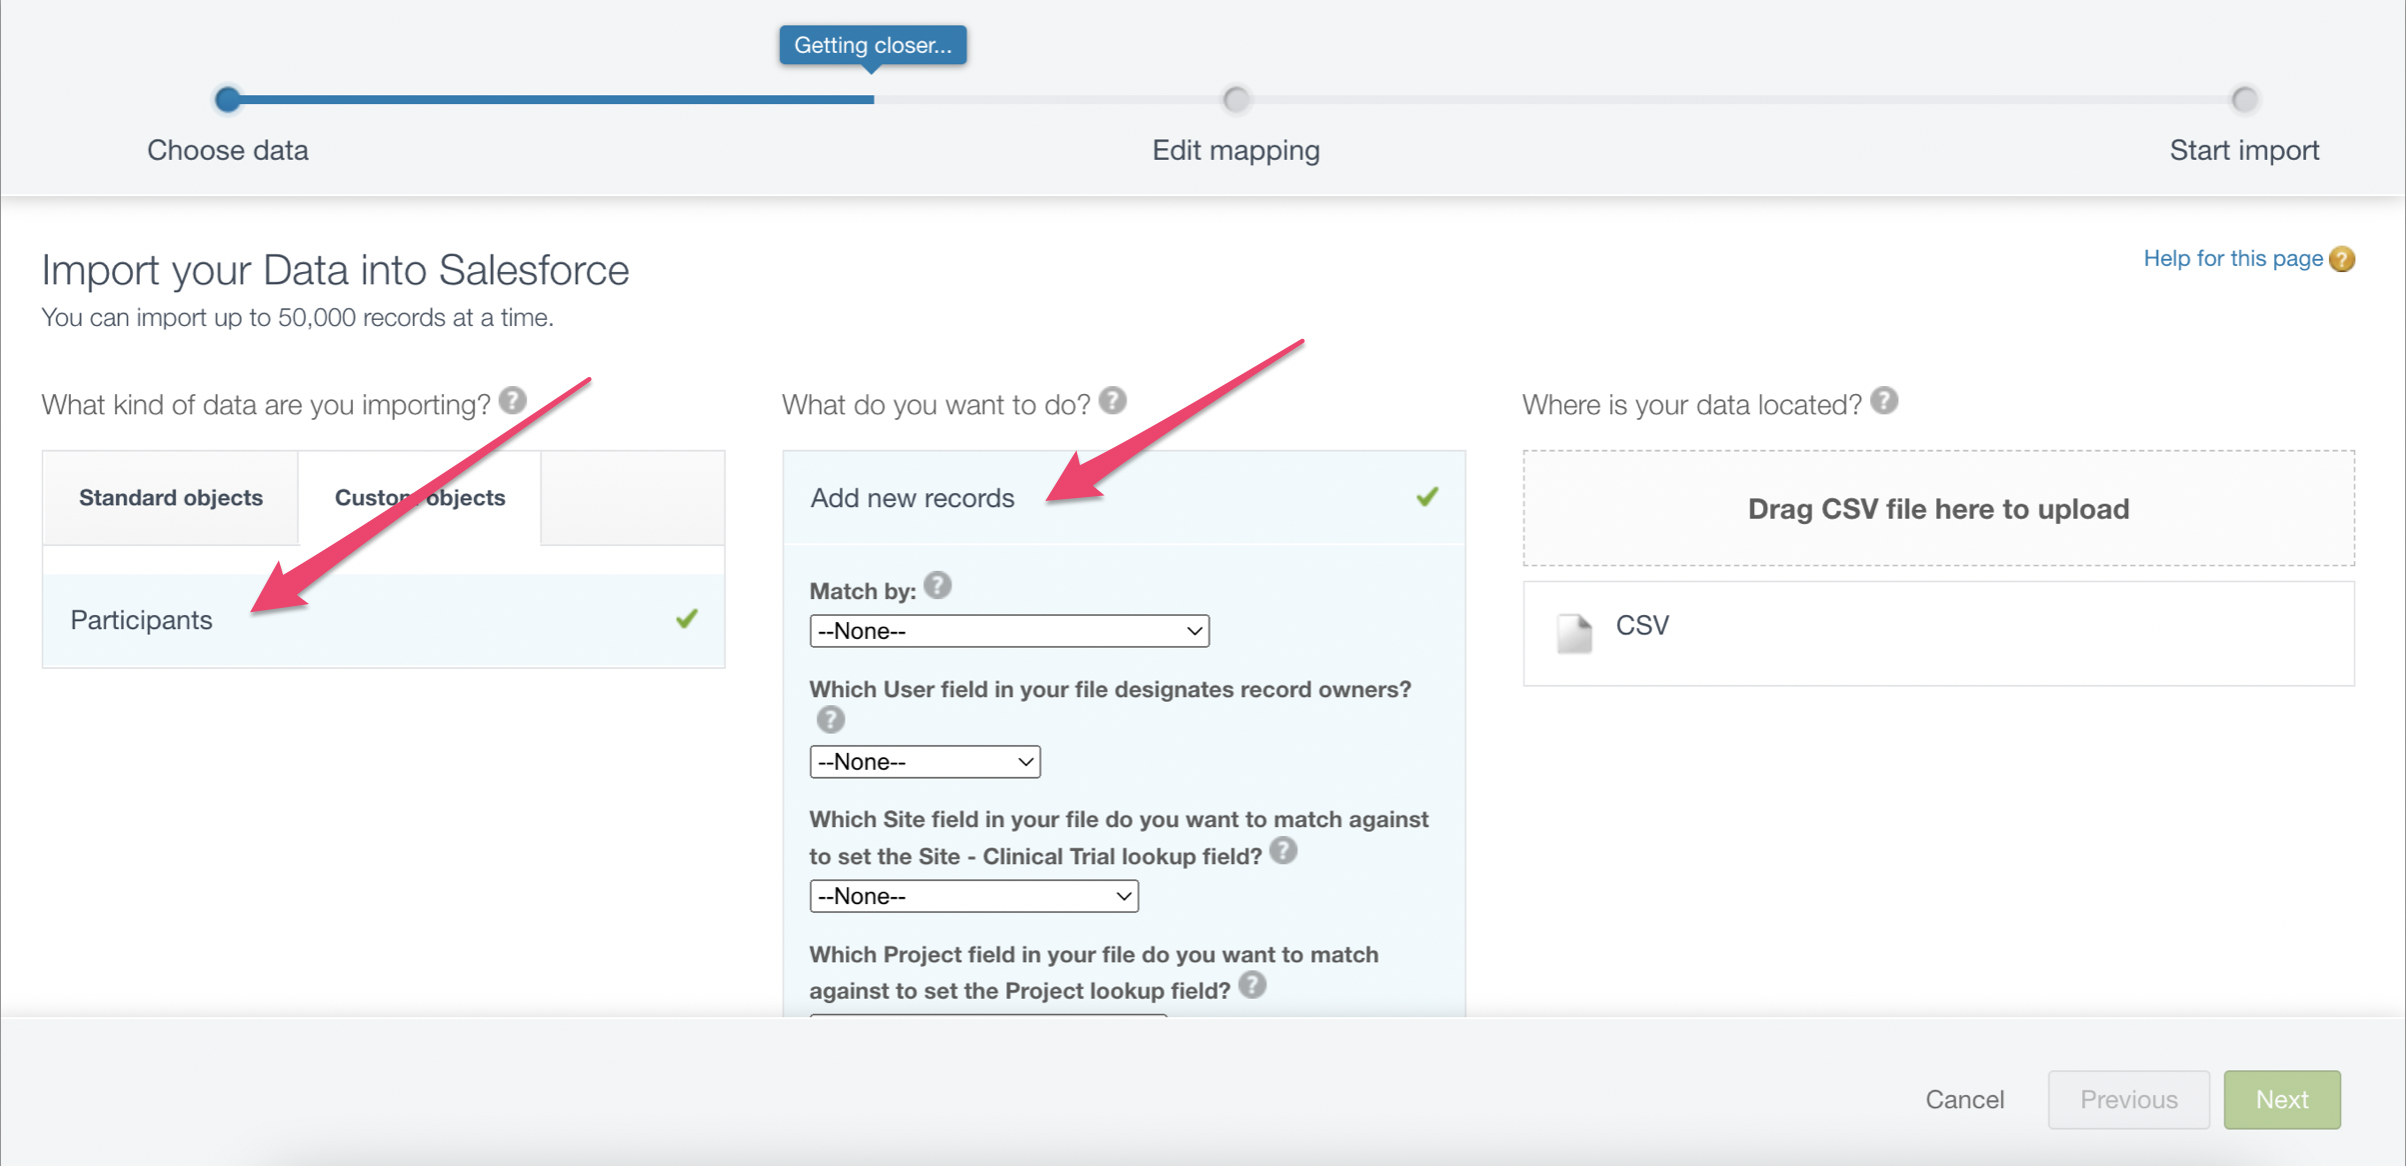 Getting closer...
Choose data
Edit mapping
Start import
Import your Data into Salesforce
Help for this page ?
You can import up to 50,000 records at a time.
What kind of data are you importing? ?
Standard objects
Custom objects
Participants
What do you want to do? ?
Add new records
Match by: ?
--None--
Which User field in your file designates record owners?
?
--None--
Which Site field in your file do you want to match against
to set the Site - Clinical Trial lookup field? ?
--None--
Which Project field in your file do you want to match
against to set the Project lookup field? ?
Where is your data located? ?
Drag CSV file here to upload
CSV
Cancel
Previous
Next